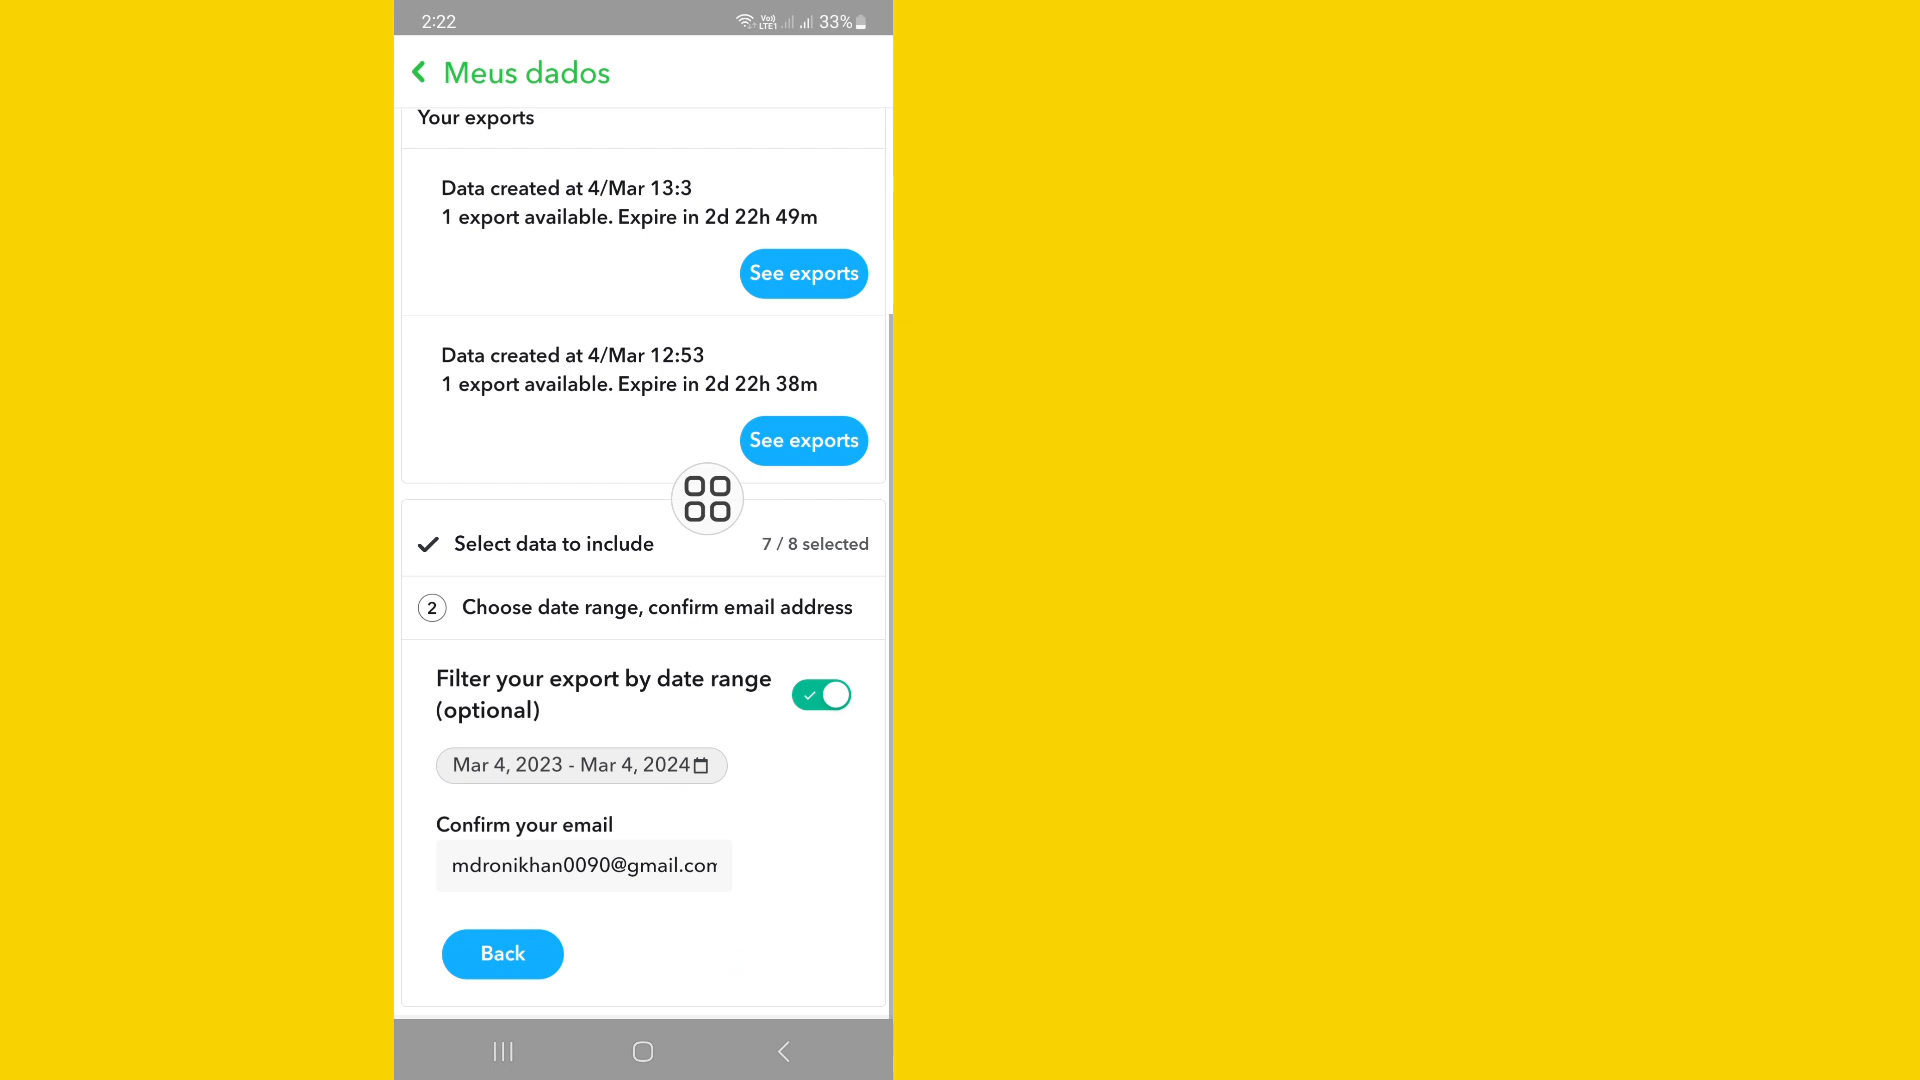 2:22
Vo)) LTE1
33%
Meus dados
Your exports
Data created at 4/Mar 13:3
1 export available. Expire in 2d 22h 49m
See exports
Data created at 4/Mar 12:53
1 export available. Expire in 2d 22h 38m
See exports
Select data to include
7 / 8 selected
2 Choose date range, confirm email address
Filter your export by date range
(optional)
Mar 4, 2023 - Mar 4, 2024
Confirm your email
mdronikhan0090@gmail.com
Back